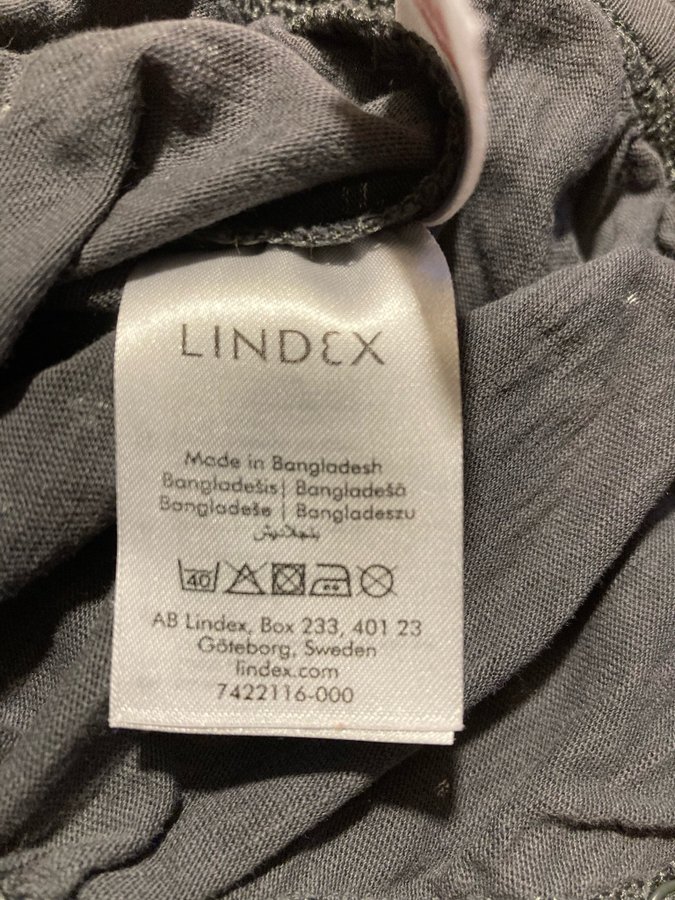 LINDEX
Made in Bangladesh
Bangladešis| Bangladešā
Bangladeše | Bangladeszu
بنجلاديش
40
AB Lindex, Box 233, 401 23
Göteborg, Sweden
lindex.com
7422116-000